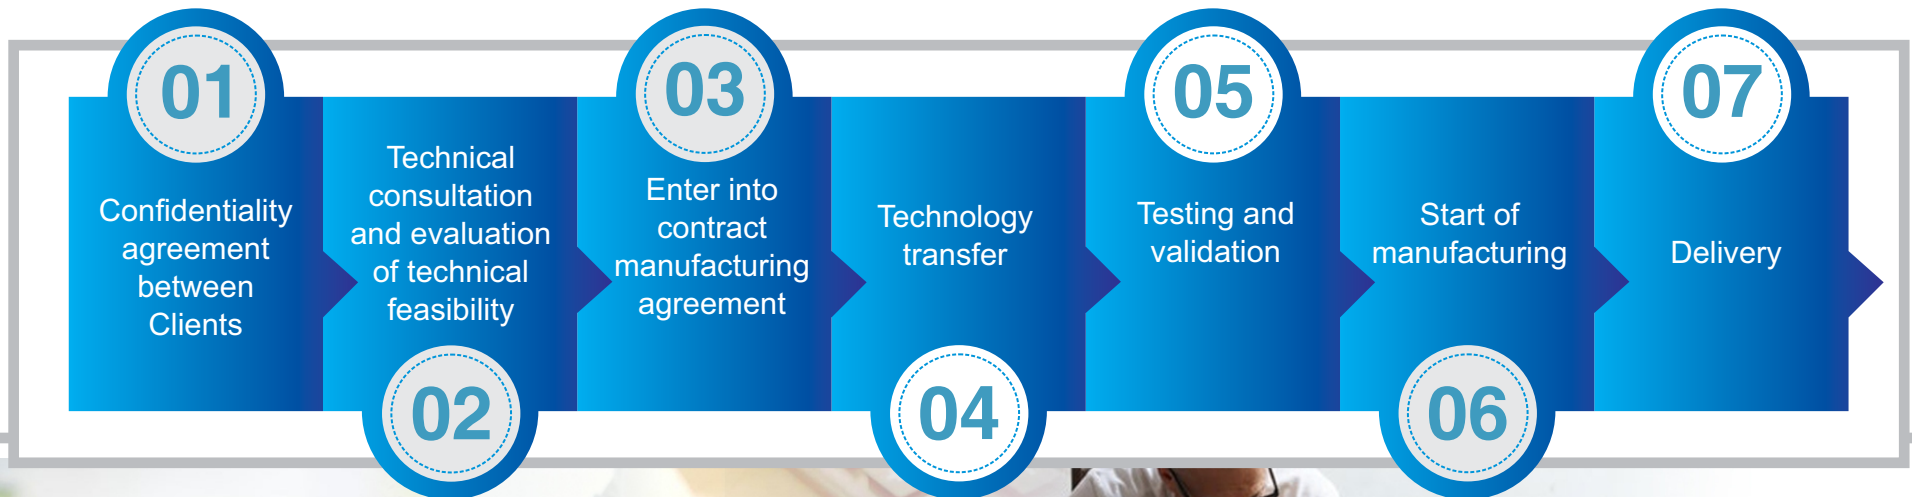 01
Confidentiality
agreement
between
Clients
Technical
consultation
and evaluation
of technical
feasibility
02
03
Enter into
contract
manufacturing
agreement
Technology
transfer
04
05
Testing and
validation
Start of
manufacturing
06
07
Delivery